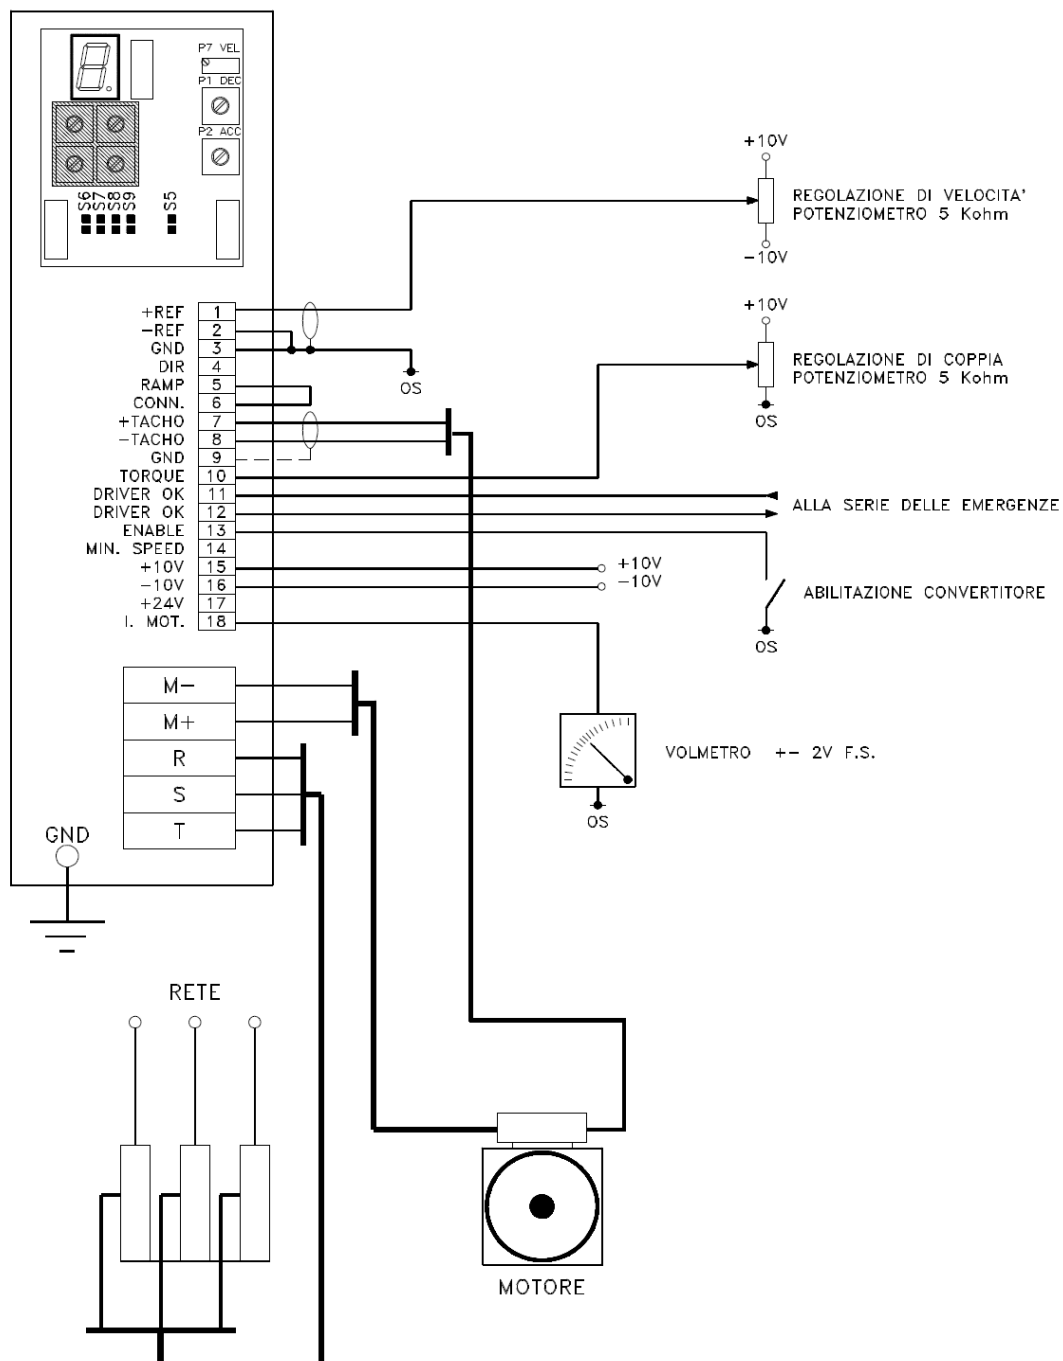 P7 VEL
P1 DEC
P2 ACC
S6
S7
S8
S9
S5
+10V
REGOLAZIONE DI VELOCITA'
POTENZIOMETRO 5 Kohm
-10V
+10V
REGOLAZIONE DI COPPIA
POTENZIOMETRO 5 Kohm
OS
+REF 1
-REF 2
GND 3
DIR 4
RAMP 5
CONN. 6
+TACHO 7
-TACHO 8
GND 9
TORQUE 10
DRIVER OK 11
DRIVER OK 12
ENABLE 13
MIN. SPEED 14
+10V 15
-10V 16
+24V 17
I. MOT. 18
OS
ALLA SERIE DELLE EMERGENZE
+10V
-10V
ABILITAZIONE CONVERTITORE
OS
M-
M+
R
S
T
VOLMETRO +- 2V F.S.
OS
GND
RETE
MOTORE